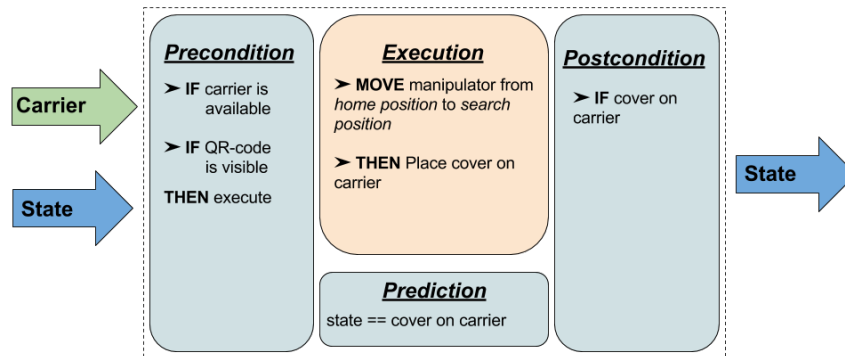 Carrier
State
Precondition
➤ IF carrier is
available
➤ IF QR-code
is visible
THEN execute
Execution
➤ MOVE manipulator from
home position to search
position
➤ THEN Place cover on
carrier
Prediction
state == cover on carrier
Postcondition
➤ IF cover on
carrier
State